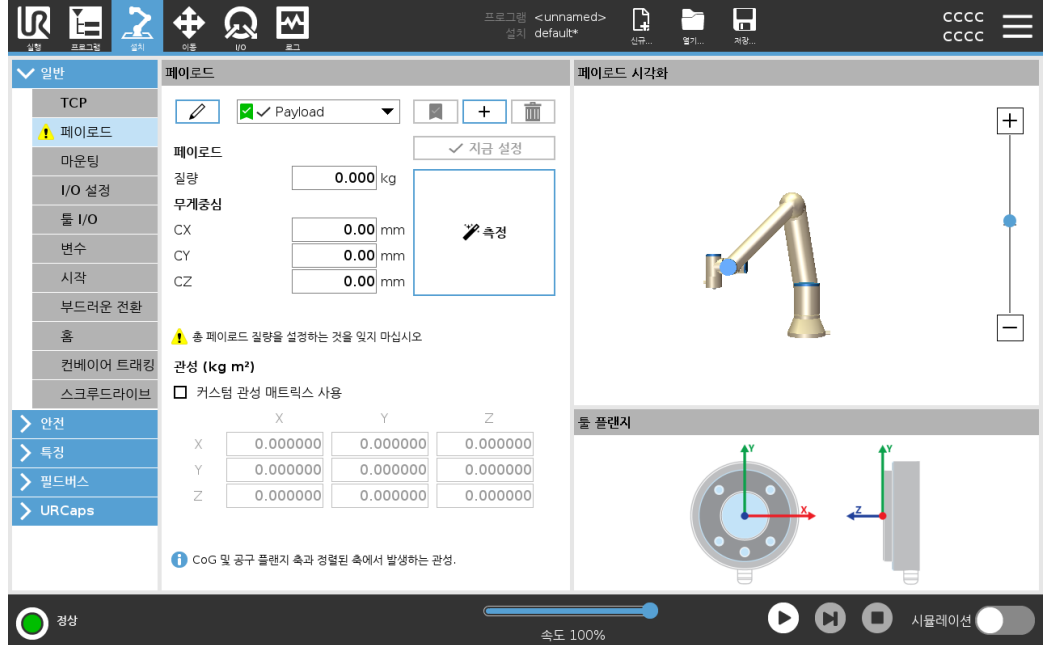 프로그램 <unnamed>
설치 default*
cccc
cccc
실행 프로그램 설치 이동 I/O 로그 신규... 열기... 저장...
일반
TCP
페이로드
마운팅
I/O 설정
툴 I/O
변수
시작
부드러운 전환
홈
컨베이어 트래킹
스크루드라이브
안전
특징
필드버스
URCaps
페이로드
Payload
페이로드
지금 설정
질량 0.000 kg
무게중심
CX 0.00 mm
CY 0.00 mm
CZ 0.00 mm
측정
총 페이로드 질량을 설정하는 것을 잊지 마십시오
관성 (kg m²)
커스텀 관성 매트릭스 사용
X Y Z
X 0.000000 0.000000 0.000000
Y 0.000000 0.000000 0.000000
Z 0.000000 0.000000 0.000000
CoG 및 공구 플랜지 축과 정렬된 축에서 발생하는 관성.
페이로드 시각화
툴 플랜지
Y
X
Y
Z
정상
속도 100%
시뮬레이션